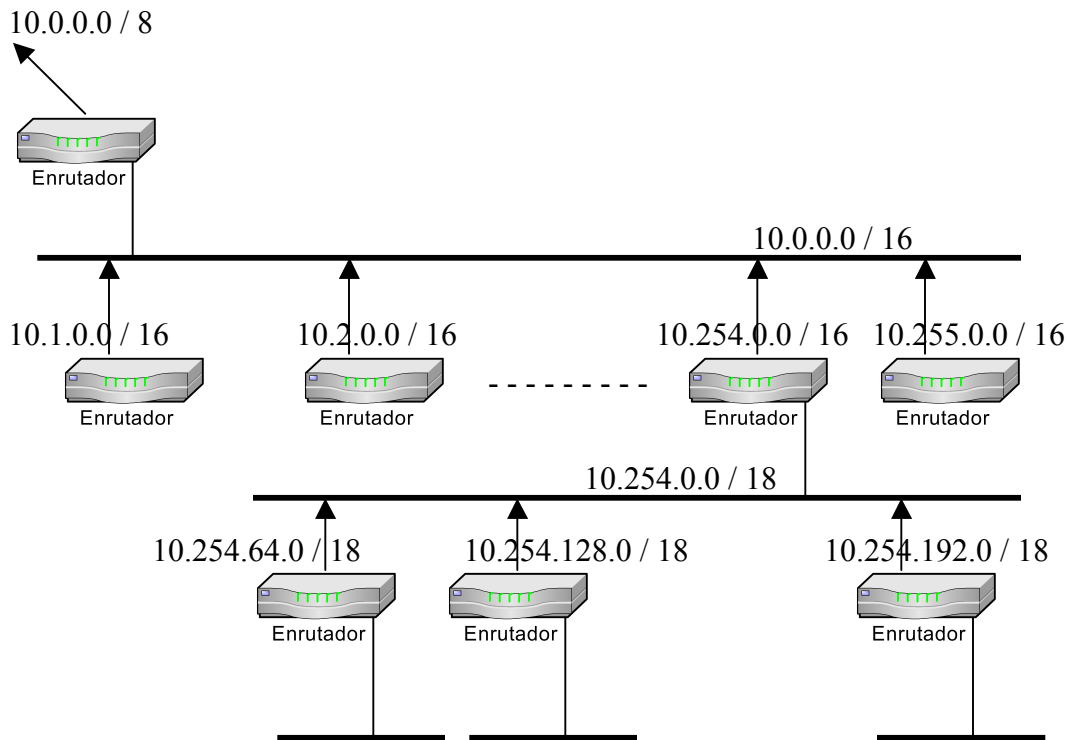 10.0.0.0 / 8
Enrutador
10.0.0.0 / 16
10.1.0.0 / 16
10.2.0.0 / 16
10.254.0.0 / 16
10.255.0.0 / 16
Enrutador
Enrutador
Enrutador
Enrutador
10.254.0.0 / 18
10.254.64.0 / 18
10.254.128.0 / 18
10.254.192.0 / 18
Enrutador
Enrutador
Enrutador